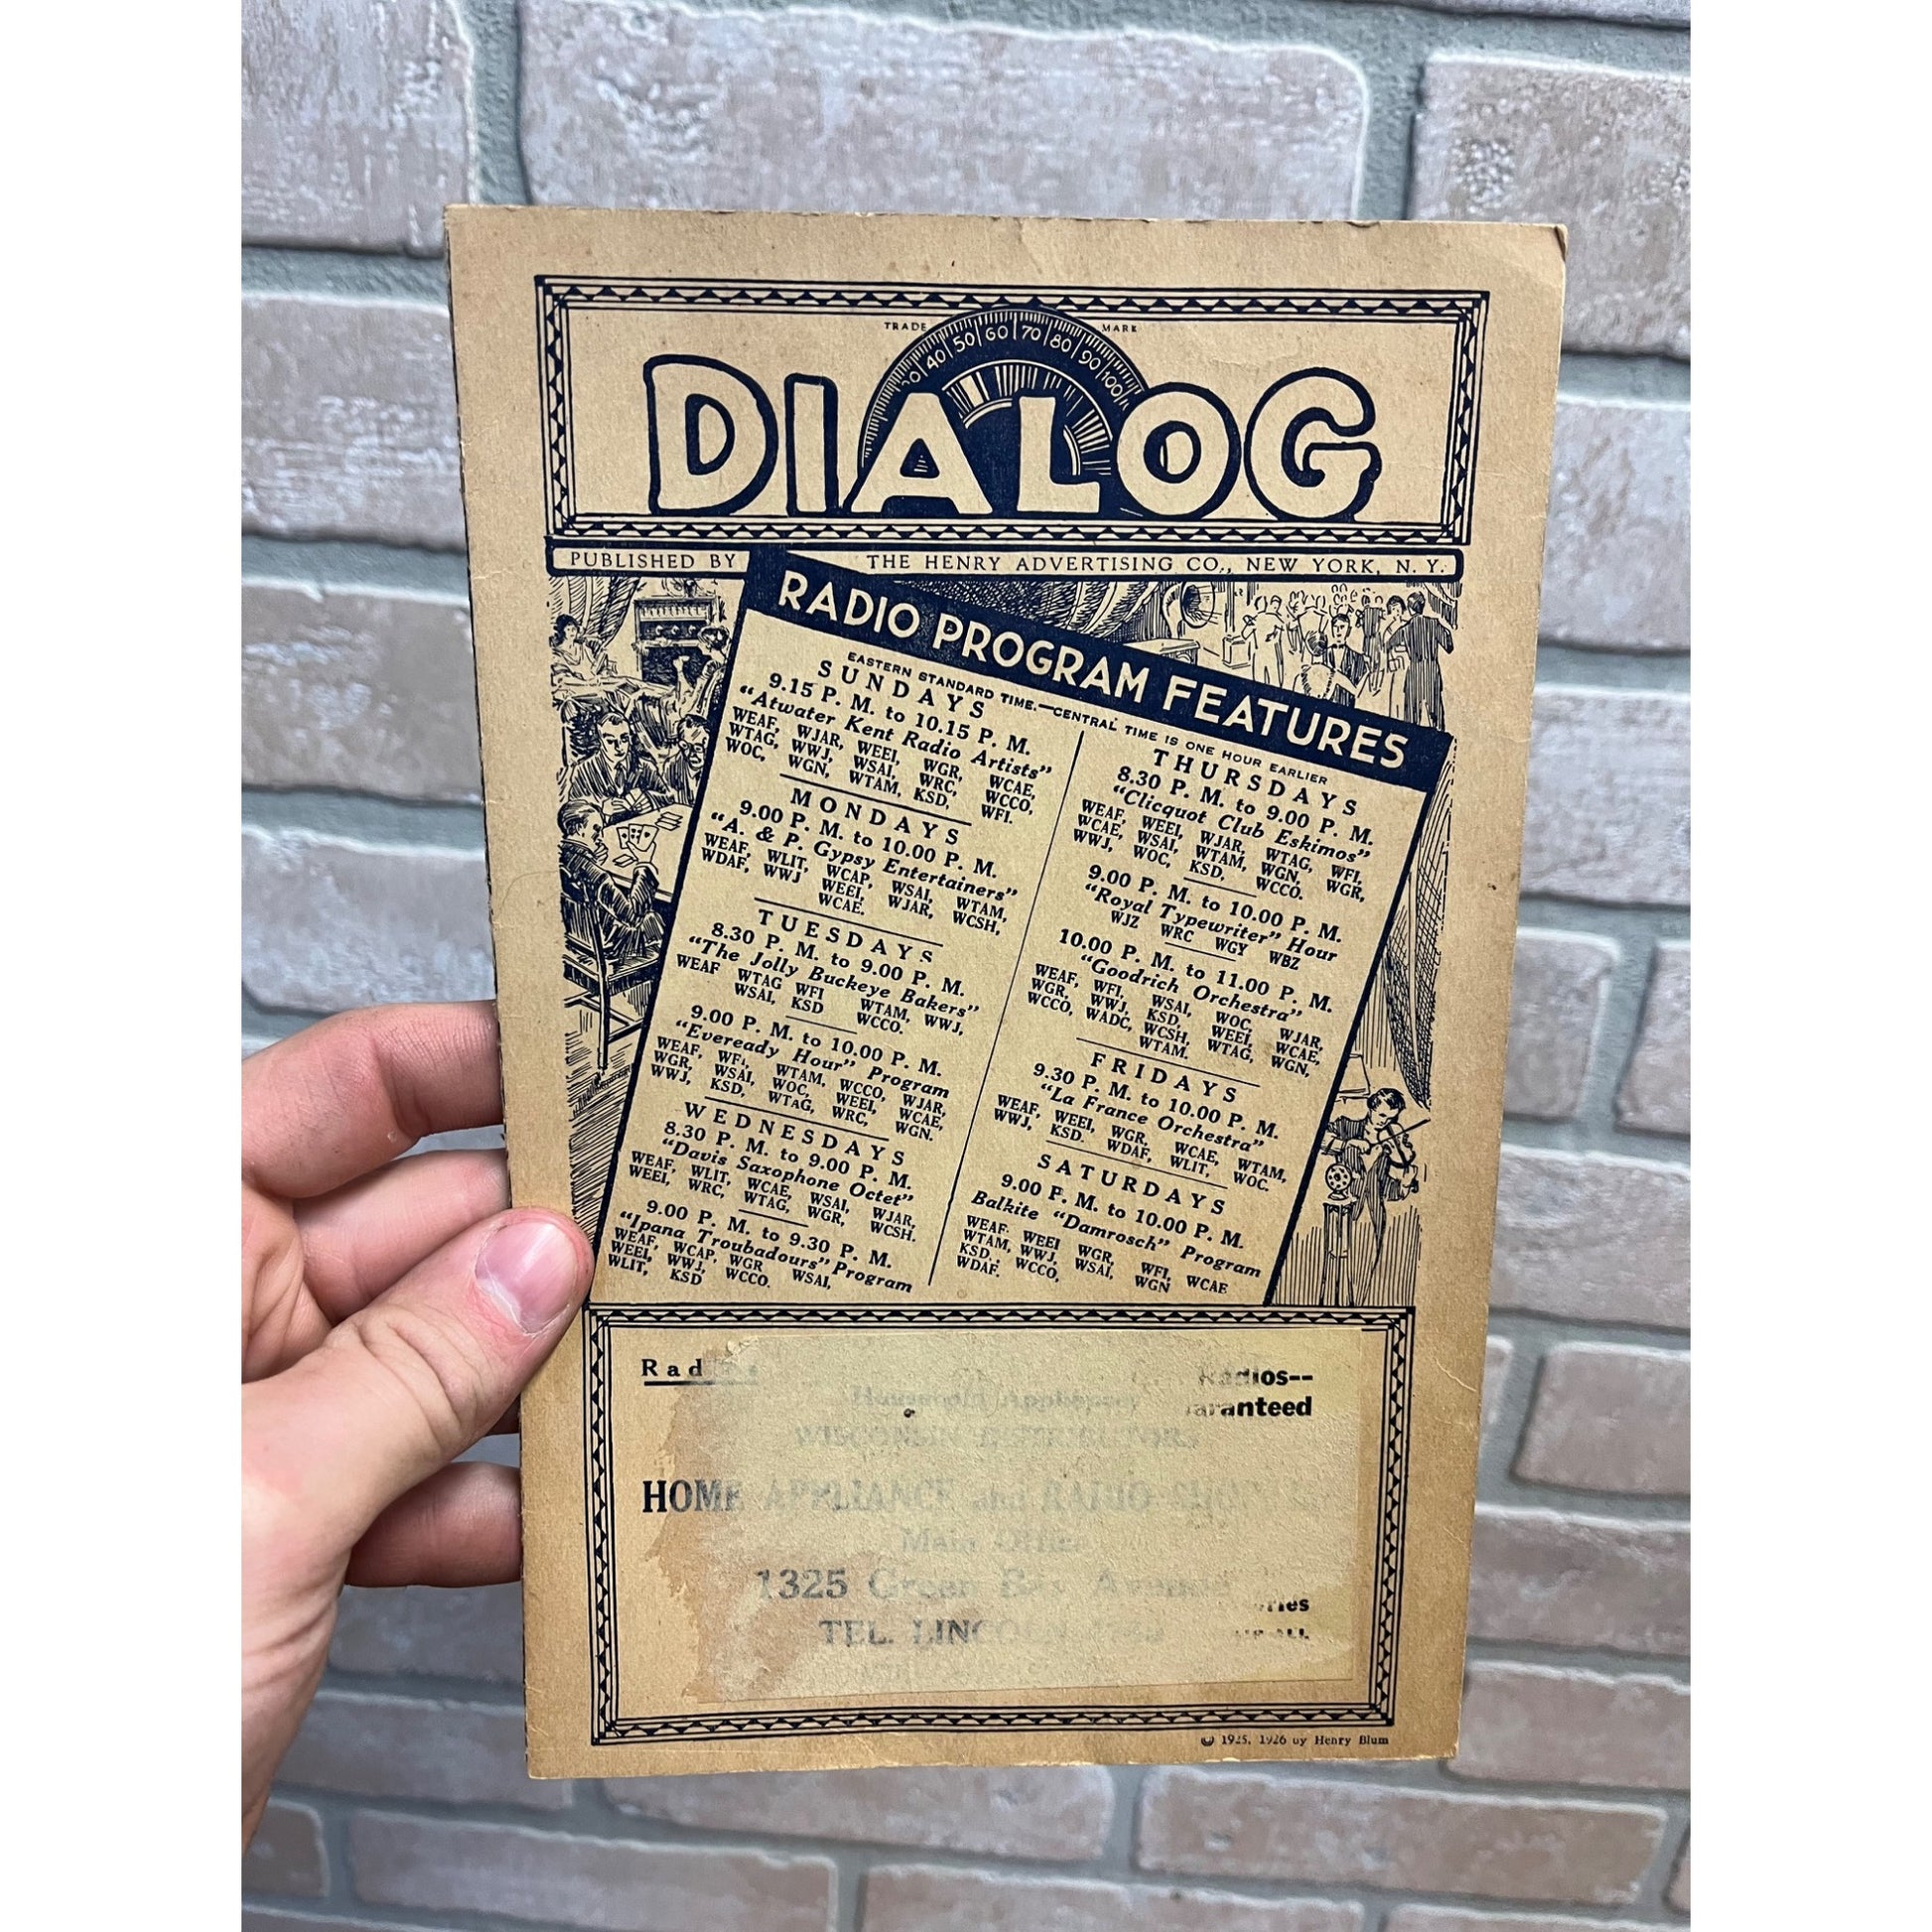 TRADE MARK
40 50 60 70 80 90 100
DIALOG
PUBLISHED BY THE HENRY ADVERTISING CO., NEW YORK, N. Y.
RADIO PROGRAM FEATURES
EASTERN STANDARD TIME.—CENTRAL TIME IS ONE HOUR EARLIER
SUNDAYS
9.15 P. M. to 10.15 P. M.
"Atwater Kent Radio Artists"
WEAF, WJAR, WEEI, WGR, WCAE,
WTAG, WWJ, WSAI, WRC, WCCO,
WOC, WGN, WTAM, KSD, WFI.
MONDAYS
9.00 P. M. to 10.00 P. M.
"A. & P. Gypsy Entertainers"
WEAF, WLIT, WCAP, WSAI, WTAM,
WDAF, WWJ WEEI, WJAR, WCSH,
WCAE.
TUESDAYS
8.30 P. M. to 9.00 P. M.
"The Jolly Buckeye Bakers"
WEAF WTAG WFI WTAM, WWJ,
WSAI, KSD WCCO.
9.00 P. M. to 10.00 P. M.
"Eveready Hour" Program
WEAF, WFI, WTAM, WCCO, WJAR,
WGR, WSAI, WOC, WEEI, WCAE,
WWJ, KSD, WTAG, WRC, WGN.
WEDNESDAYS
8.30 P. M. to 9.00 P. M.
"Davis Saxophone Octet"
WEAF, WLIT, WCAE, WSAI, WJAR,
WEEI, WRC, WTAG, WGR, WCSH.
9.00 P. M. to 9.30 P. M.
"Ipana Troubadours" Program
WEAF, WCAP, WGR WSAI,
WEEI, WWJ, WCCO.
WLIT, KSD
THURSDAYS
8.30 P. M. to 9.00 P. M.
"Clicquot Club Eskimos"
WEAF, WEEI, WJAR, WTAG, WFI,
WCAE, WSAI, WTAM, WGN, WGR,
WWJ, WOC, KSD, WCCO.
9.00 P. M. to 10.00 P. M.
"Royal Typewriter" Hour
WJZ WRC WGY WBZ
10.00 P. M. to 11.00 P. M.
"Goodrich Orchestra"
WEAF, WFI, WSAI, WOC, WJAR,
WGR, WWJ, KSD, WEEI, WCAE,
WCCO, WADC, WCSH, WTAG, WGN,
WTAM.
FRIDAYS
9.30 P. M. to 10.00 P. M.
"La France Orchestra"
WEAF, WEEI, WGR, WCAE, WTAM,
WWJ, KSD. WDAF, WLIT, WOC.
SATURDAYS
9.00 P. M. to 10.00 P. M.
Balkite "Damrosch" Program
WEAF. WEEI WGR, WFI, WCAE
WTAM, WWJ, WSAI, WGN
KSD., WCCO,
WDAF.
Radios--
WISCONSIN DISTRIBUTORS
HOME APPLIANCE and RADIO SHOP
Main Office
1325 Green Bay Avenue
TEL.
© 1925, 1926 by Henry Blum